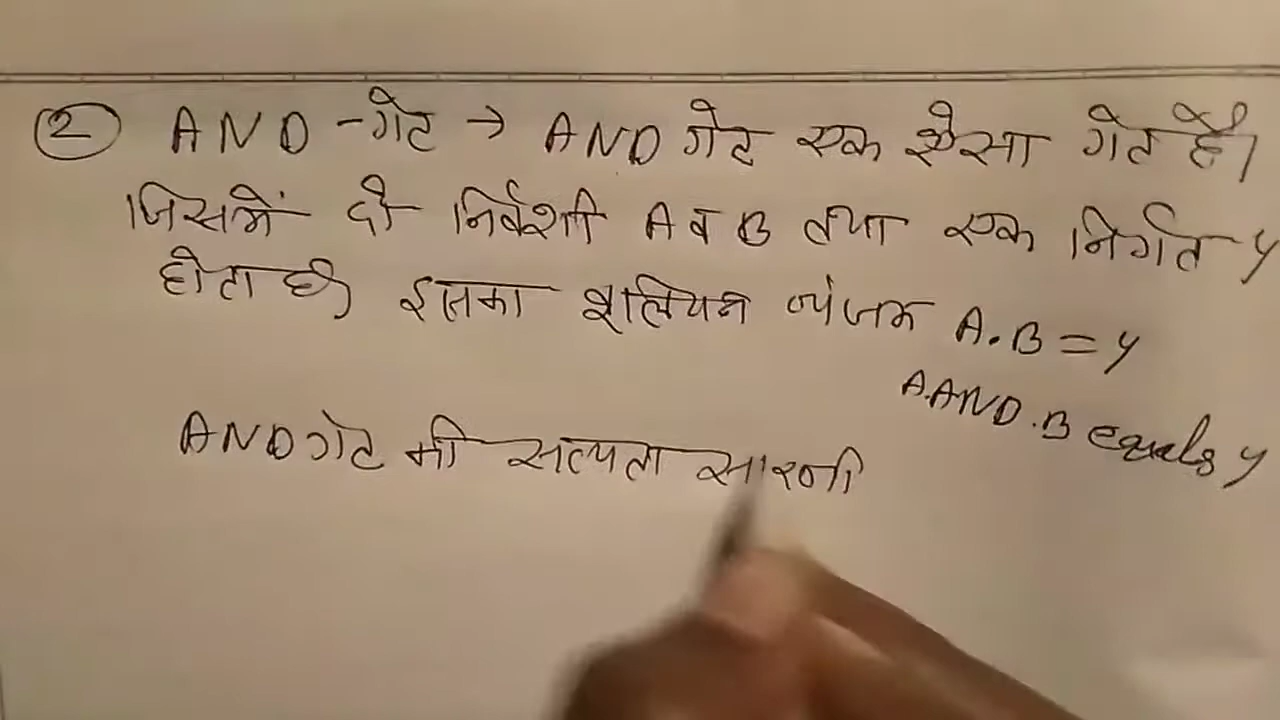 ② AND-गेट → AND गेट एक ऐसा गेट है।
जिसमें दो निवेशी A व B तथा एक निर्गत y
होता है इसका बूलियन व्यंजक A.B=y
A.AND.B equals y
AND गेट की सत्यता सारणी